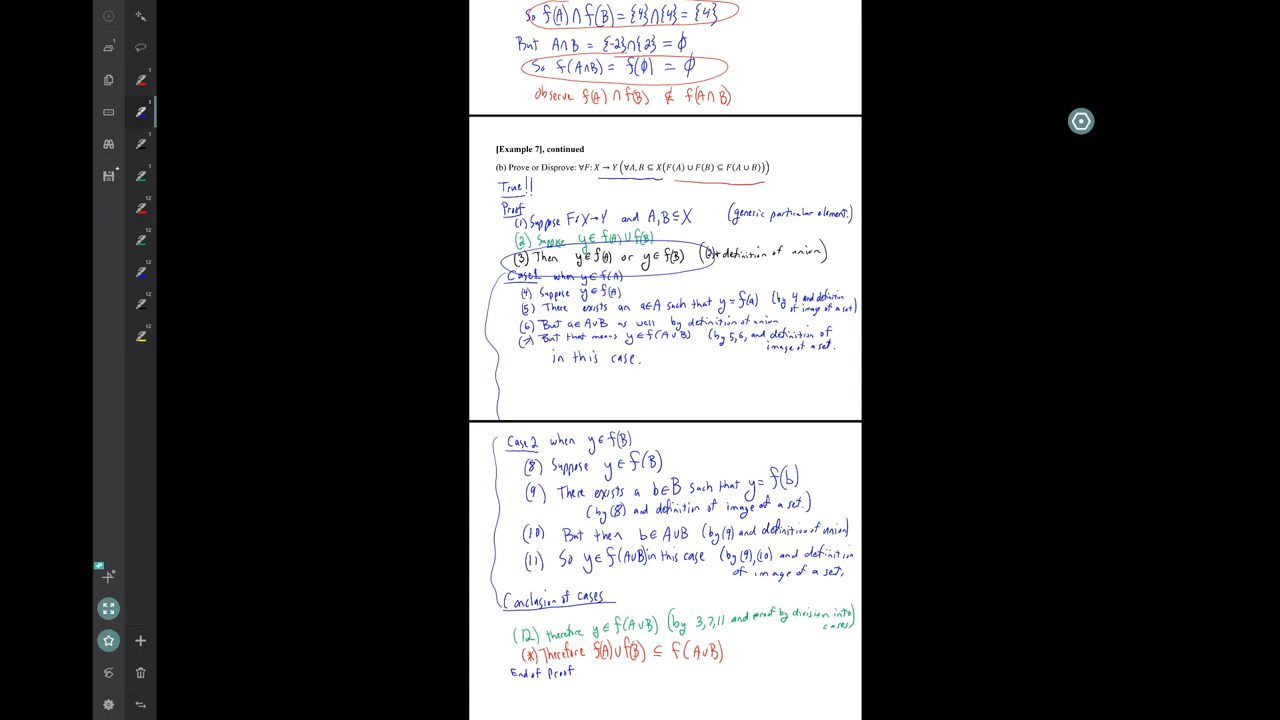 So f(A) ∩ f(B) = {4} ∩ {4} = {4}
But A∩B = {-2} ∩ {2} = ∅
So f(A∩B) = f(∅) = ∅
observe f(A) ∩ f(B) ⊄ f(A∩B)
[Example 7], continued
(b) Prove or Disprove: ∀F: X → Y (∀A, B ⊆ X(F(A) ∪ F(B) ⊆ F(A ∪ B)))
True!!
Proof
(1) Suppose F: X→Y and A, B ⊆ X (generic particular element.)
(2) Suppose y ∈ f(A) ∪ f(B)
(3) Then y ∈ f(A) or y ∈ f(B) (2 + definition of union)
Case 1 when y ∈ f(A)
(4) Suppose y ∈ f(A)
(5) There exists an a∈A such that y = f(a) (by 4 and definition of image of a set)
(6) But a∈A∪B as well by definition of union
(7) But that means y ∈ f(A∪B) (by 5, 6, and definition of image of a set.
in this case.
Case 2 when y ∈ f(B)
(8) Suppose y ∈ f(B)
(9) There exists a b∈B such that y = f(b)
(by (8) and definition of image of a set.)
(10) But then b∈A∪B (by (9) and definition of union)
(11) So y ∈ f(A∪B) in this case (by (9), (10) and definition
of image of a set.
Conclusion of cases
(12) therefore y ∈ f(A∪B) (by 3, 7, 11 and proof by division into cases)
(*) Therefore f(A) ∪ f(B) ⊆ f(A∪B)
End of Proof